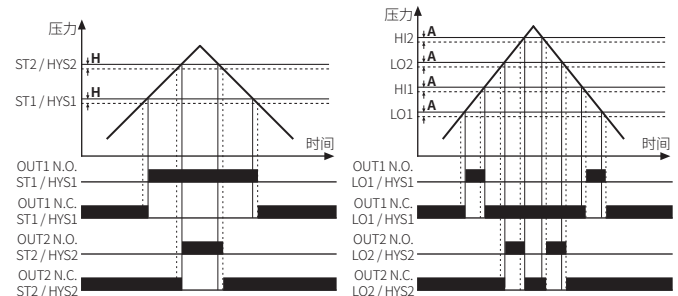 压力
ST2 / HYS2
H
ST1 / HYS1
H
时间
OUT1 N.O.
ST1 / HYS1
OUT1 N.C.
ST1 / HYS1
OUT2 N.O.
ST2 / HYS2
OUT2 N.C.
ST2 / HYS2
压力
HI2
A
LO2
A
HI1
A
LO1
A
时间
OUT1 N.O.
LO1 / HYS1
OUT1 N.C.
LO1 / HYS1
OUT2 N.O.
LO2 / HYS2
OUT2 N.C.
LO2 / HYS2